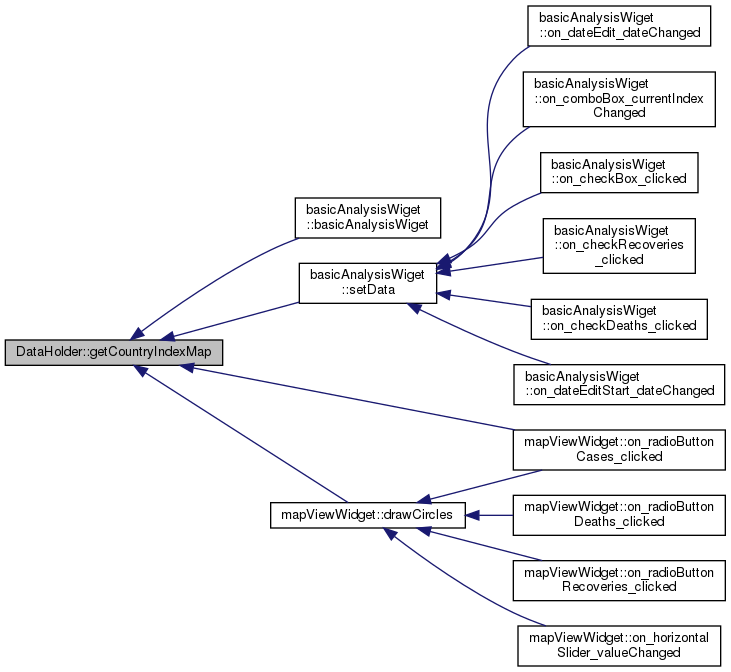 basicAnalysisWiget
::on_dateEdit_dateChanged
basicAnalysisWiget
::on_comboBox_currentIndex
Changed
basicAnalysisWiget
::on_checkBox_clicked
basicAnalysisWiget
::basicAnalysisWiget
basicAnalysisWiget
::on_checkRecoveries
_clicked
basicAnalysisWiget
::setData
basicAnalysisWiget
::on_checkDeaths_clicked
DataHolder::getCountryIndexMap
basicAnalysisWiget
::on_dateEditStart_dateChanged
mapViewWidget::on_radioButton
Cases_clicked
mapViewWidget::drawCircles
mapViewWidget::on_radioButton
Deaths_clicked
mapViewWidget::on_radioButton
Recoveries_clicked
mapViewWidget::on_horizontal
Slider_valueChanged